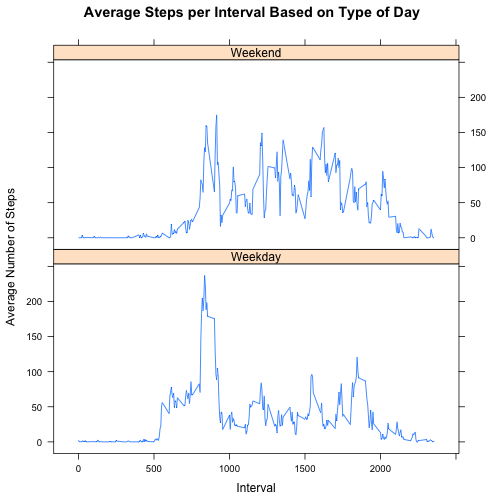 Average Steps per Interval Based on Type of Day
Weekend
200
150
100
50
0
Weekday
200
150
100
50
0
Average Number of Steps
0 500 1000 1500 2000
Interval